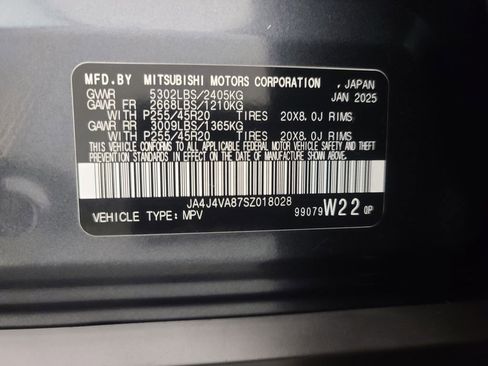 MFD.BY MITSUBISHI MOTORS CORPORATION , JAPAN
GVWR 5302LBS/2405KG JAN 2025
GAWR FR 2668LBS/1210KG
WITH P255/45R20 TIRES 20X8.0J RIMS
GAWR RR 3009LBS/1365KG
WITH P255/45R20 TIRES 20X8.0J RIMS
THIS VEHICLE CONFORMS TO ALL APPLICABLE FEDERAL MOTOR VEHICLE SAFETY AND THEFT
PREVENTION STANDARDS IN EFFECT ON THE DATE OF MANUFACTURE SHOWN ABOVE.
JA4J4VA87SZ018028
VEHICLE TYPE: MPV 99079 W22 QP